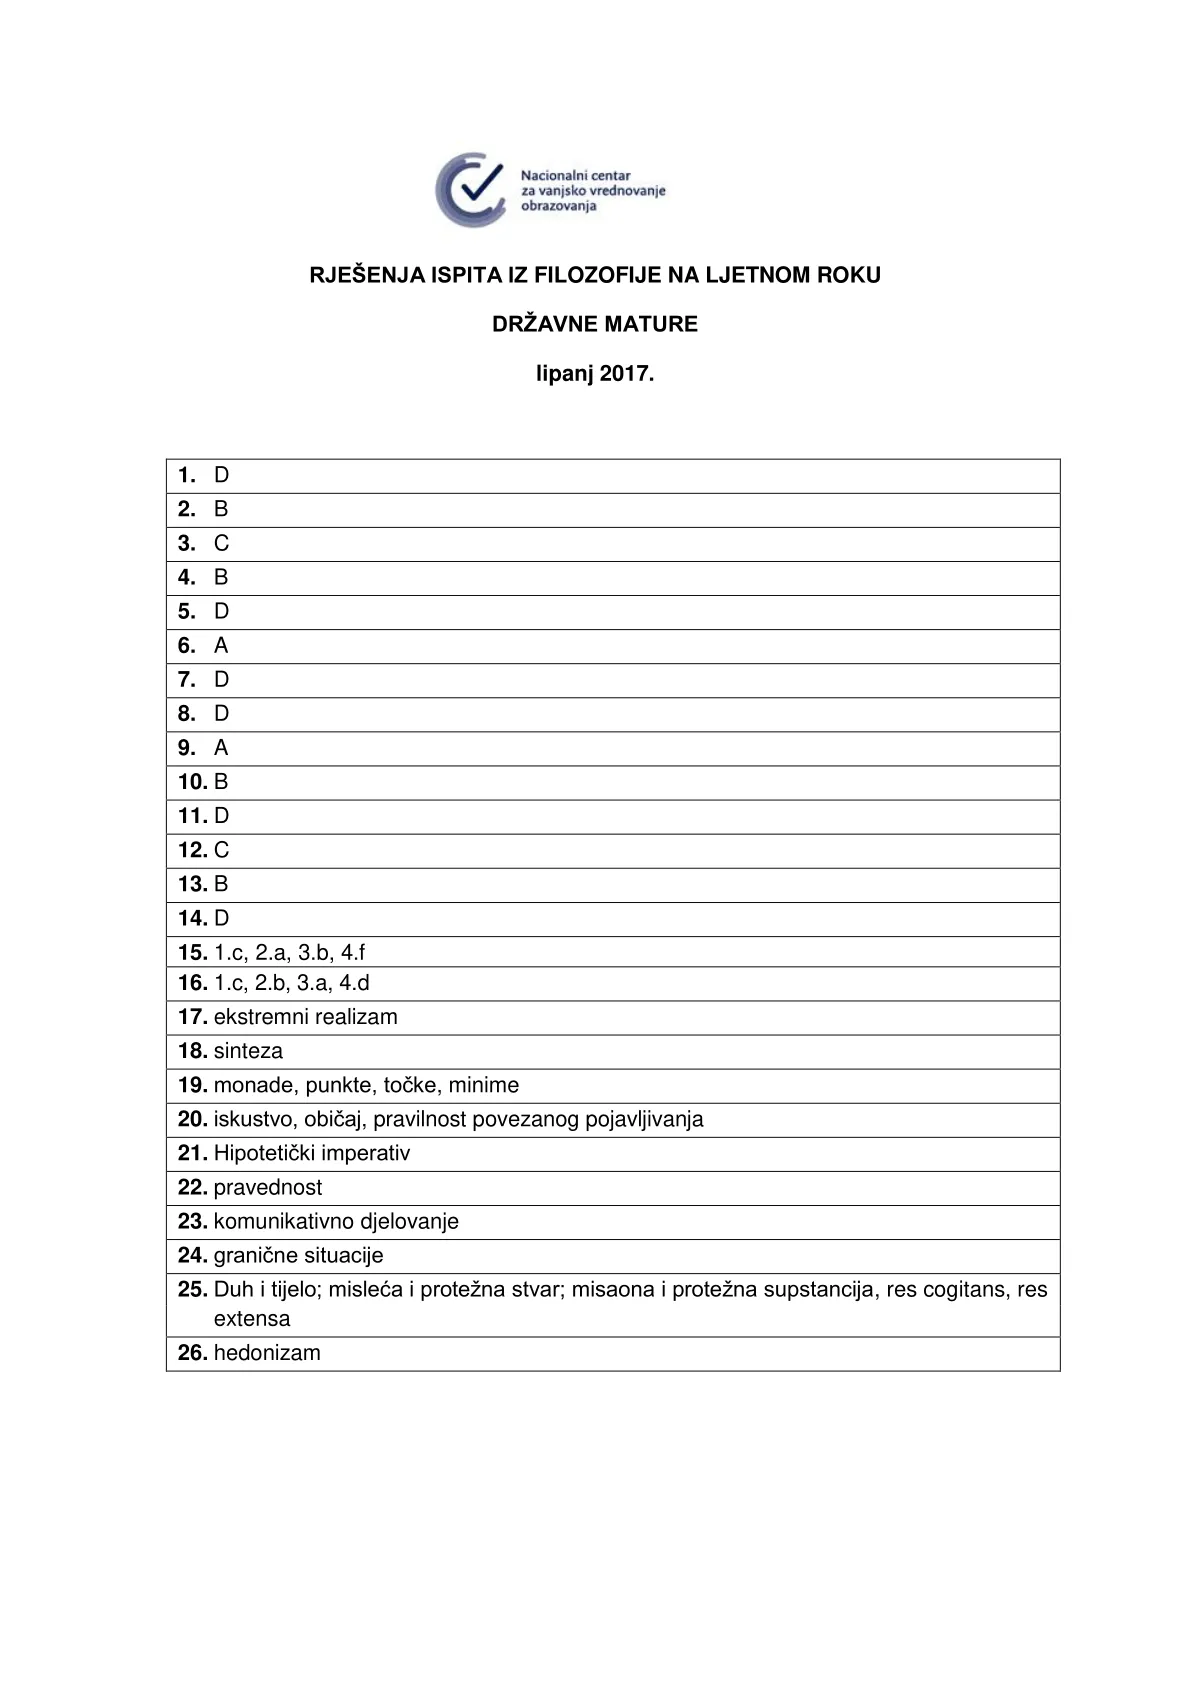 Nacionalni centar
za vanjsko vrednovanje
obrazovanja
RJEŠENJA ISPITA IZ FILOZOFIJE NA LJETNOM ROKU
DRŽAVNE MATURE
lipanj 2017.
1. D
2. B
3. C
4. B
5. D
6. A
7. D
8. D
9. A
10. B
11. D
12. C
13. B
14. D
15. 1.c, 2.a, 3.b, 4.f
16. 1.c, 2.b, 3.a, 4.d
17. ekstremni realizam
18. sinteza
19. monade, punkte, točke, minime
20. iskustvo, običaj, pravilnost povezanog pojavljivanja
21. Hipotetički imperativ
22. pravednost
23. komunikativno djelovanje
24. granične situacije
25. Duh i tijelo; misleća i protežna stvar; misaona i protežna supstancija, res cogitans, res
extensa
26. hedonizam